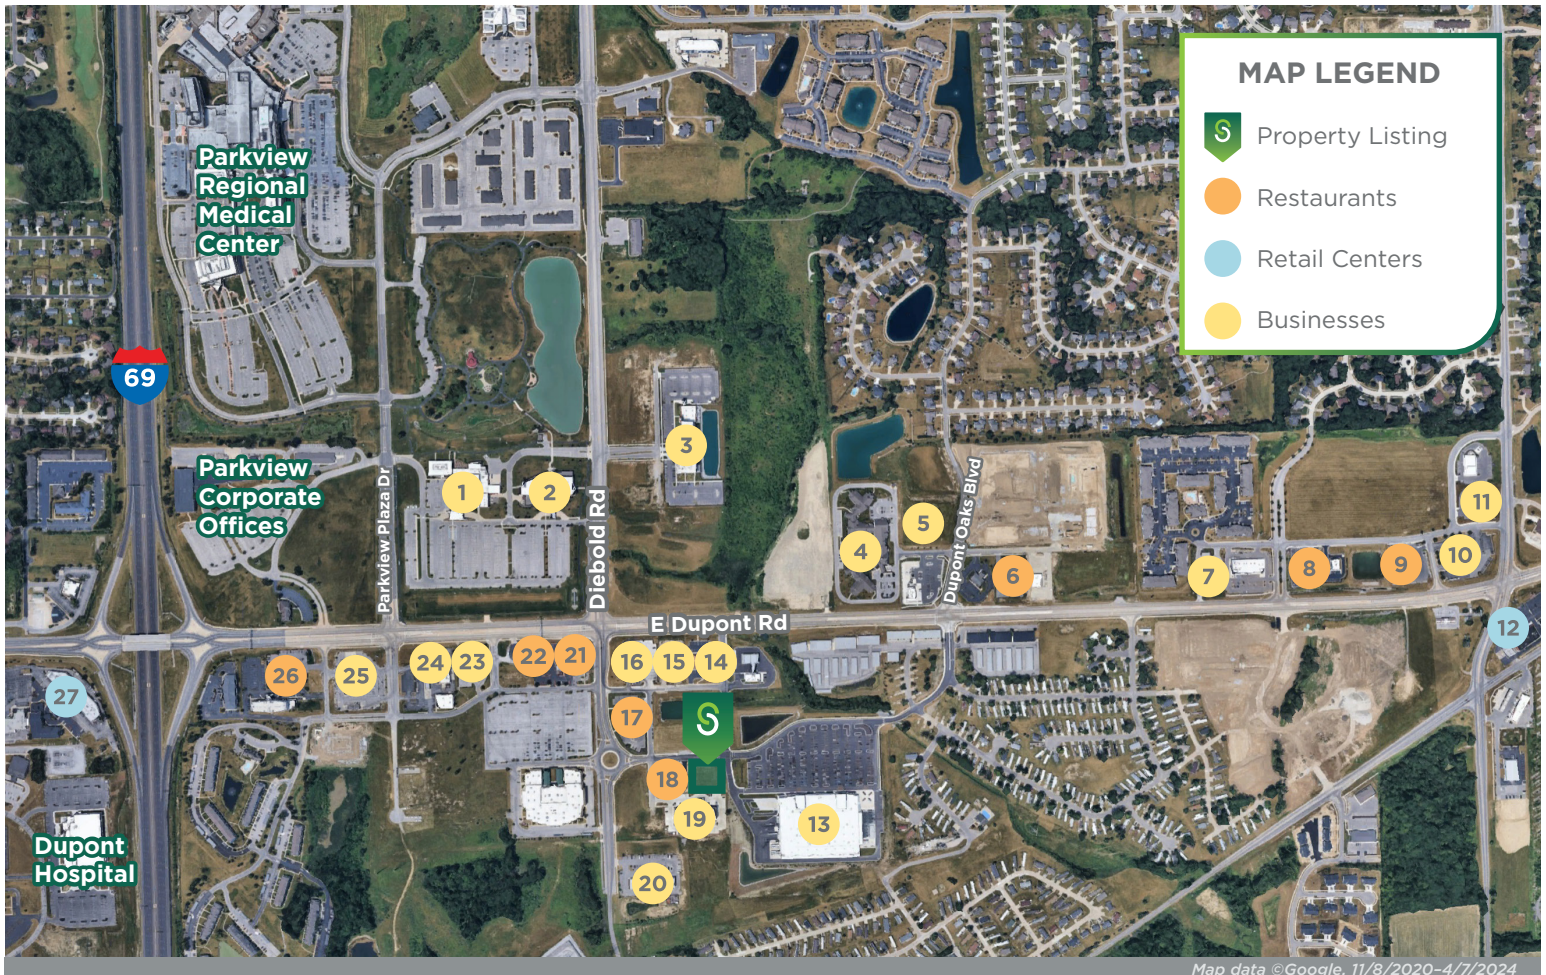 MAP LEGEND
S
Property Listing
Restaurants
Retail Centers
Businesses
Parkview
Regional
Medical
Center
69
Parkview
Corporate
Offices
Parkview Plaza Dr
Diebold Rd
Dupont Oaks Blvd
E Dupont Rd
1
2
3
4
5
6
7
8
9
10
11
12
27
26
25
24
23
22
21
16
15
14
17
S
18
19
13
20
Dupont
Hospital
Map data ©Google, 11/8/2020-4/7/2024